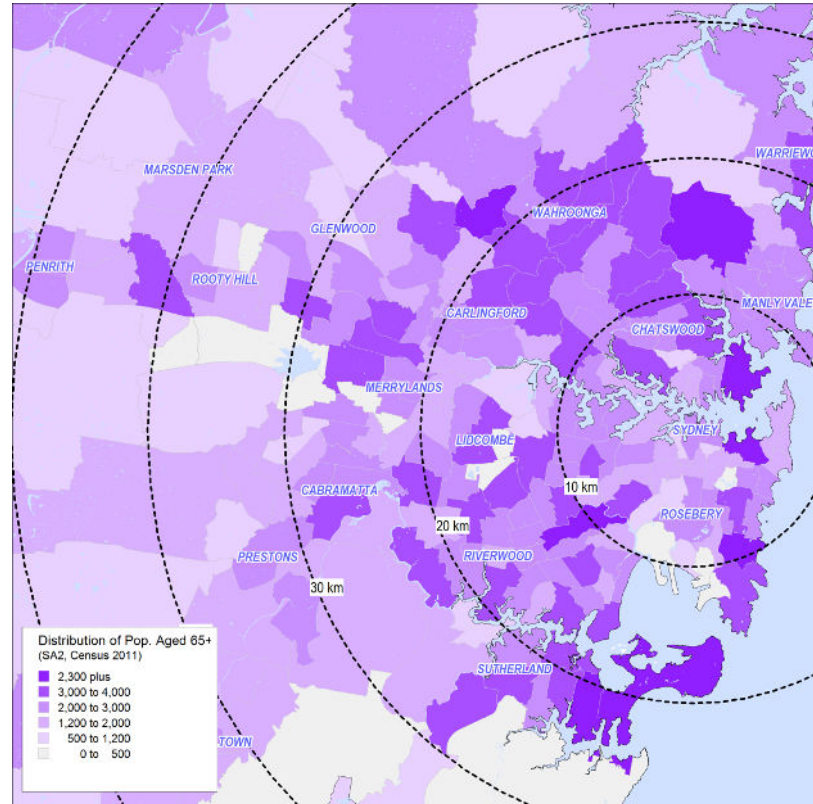 WARRIEWO
MARSDEN PARK
WAHROONGA
GLENWOOD
PENRITH
ROOTY HILL
MANLY VALE
CARLINGFORD
CHATSWOOD
MERRYLANDS
SYDNEY
LIDCOMBE
CABRAMATTA
10 km
ROSEBERY
20 km
PRESTONS
RIVERWOOD
30 km
SUTHERLAND
TOWN
Distribution of Pop. Aged 65+
(SA2, Census 2011)
2,300 plus
3,000 to 4,000
2,000 to 3,000
1,200 to 2,000
500 to 1,200
0 to 500